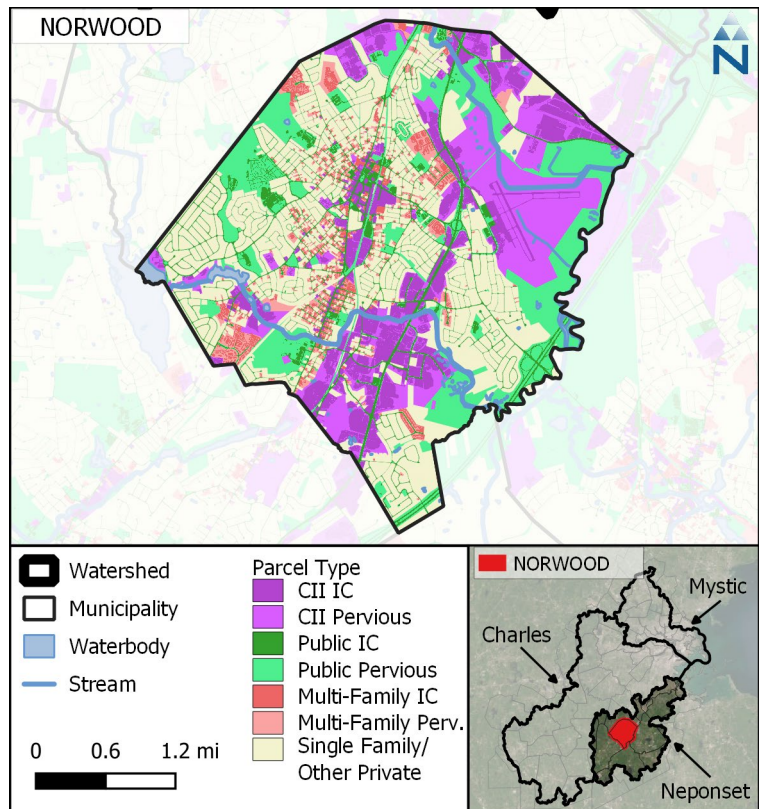 NORWOOD
N
Watershed
Municipality
Waterbody
Stream
0 0.6 1.2 mi
Parcel Type
CII IC
CII Pervious
Public IC
Public Pervious
Multi-Family IC
Multi-Family Perv.
Single Family/
Other Private
NORWOOD
Mystic
Charles
Neponset